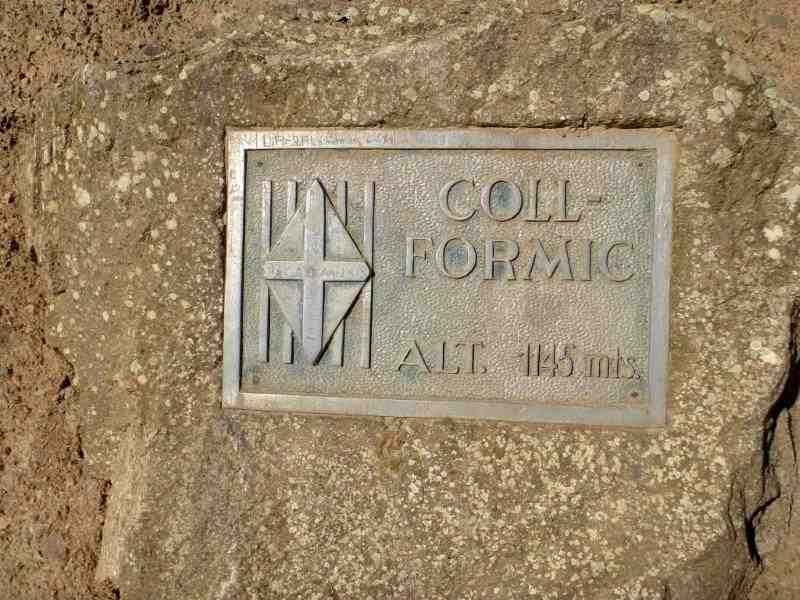 COLL-
FORMIC
ALT. 1145 mts.